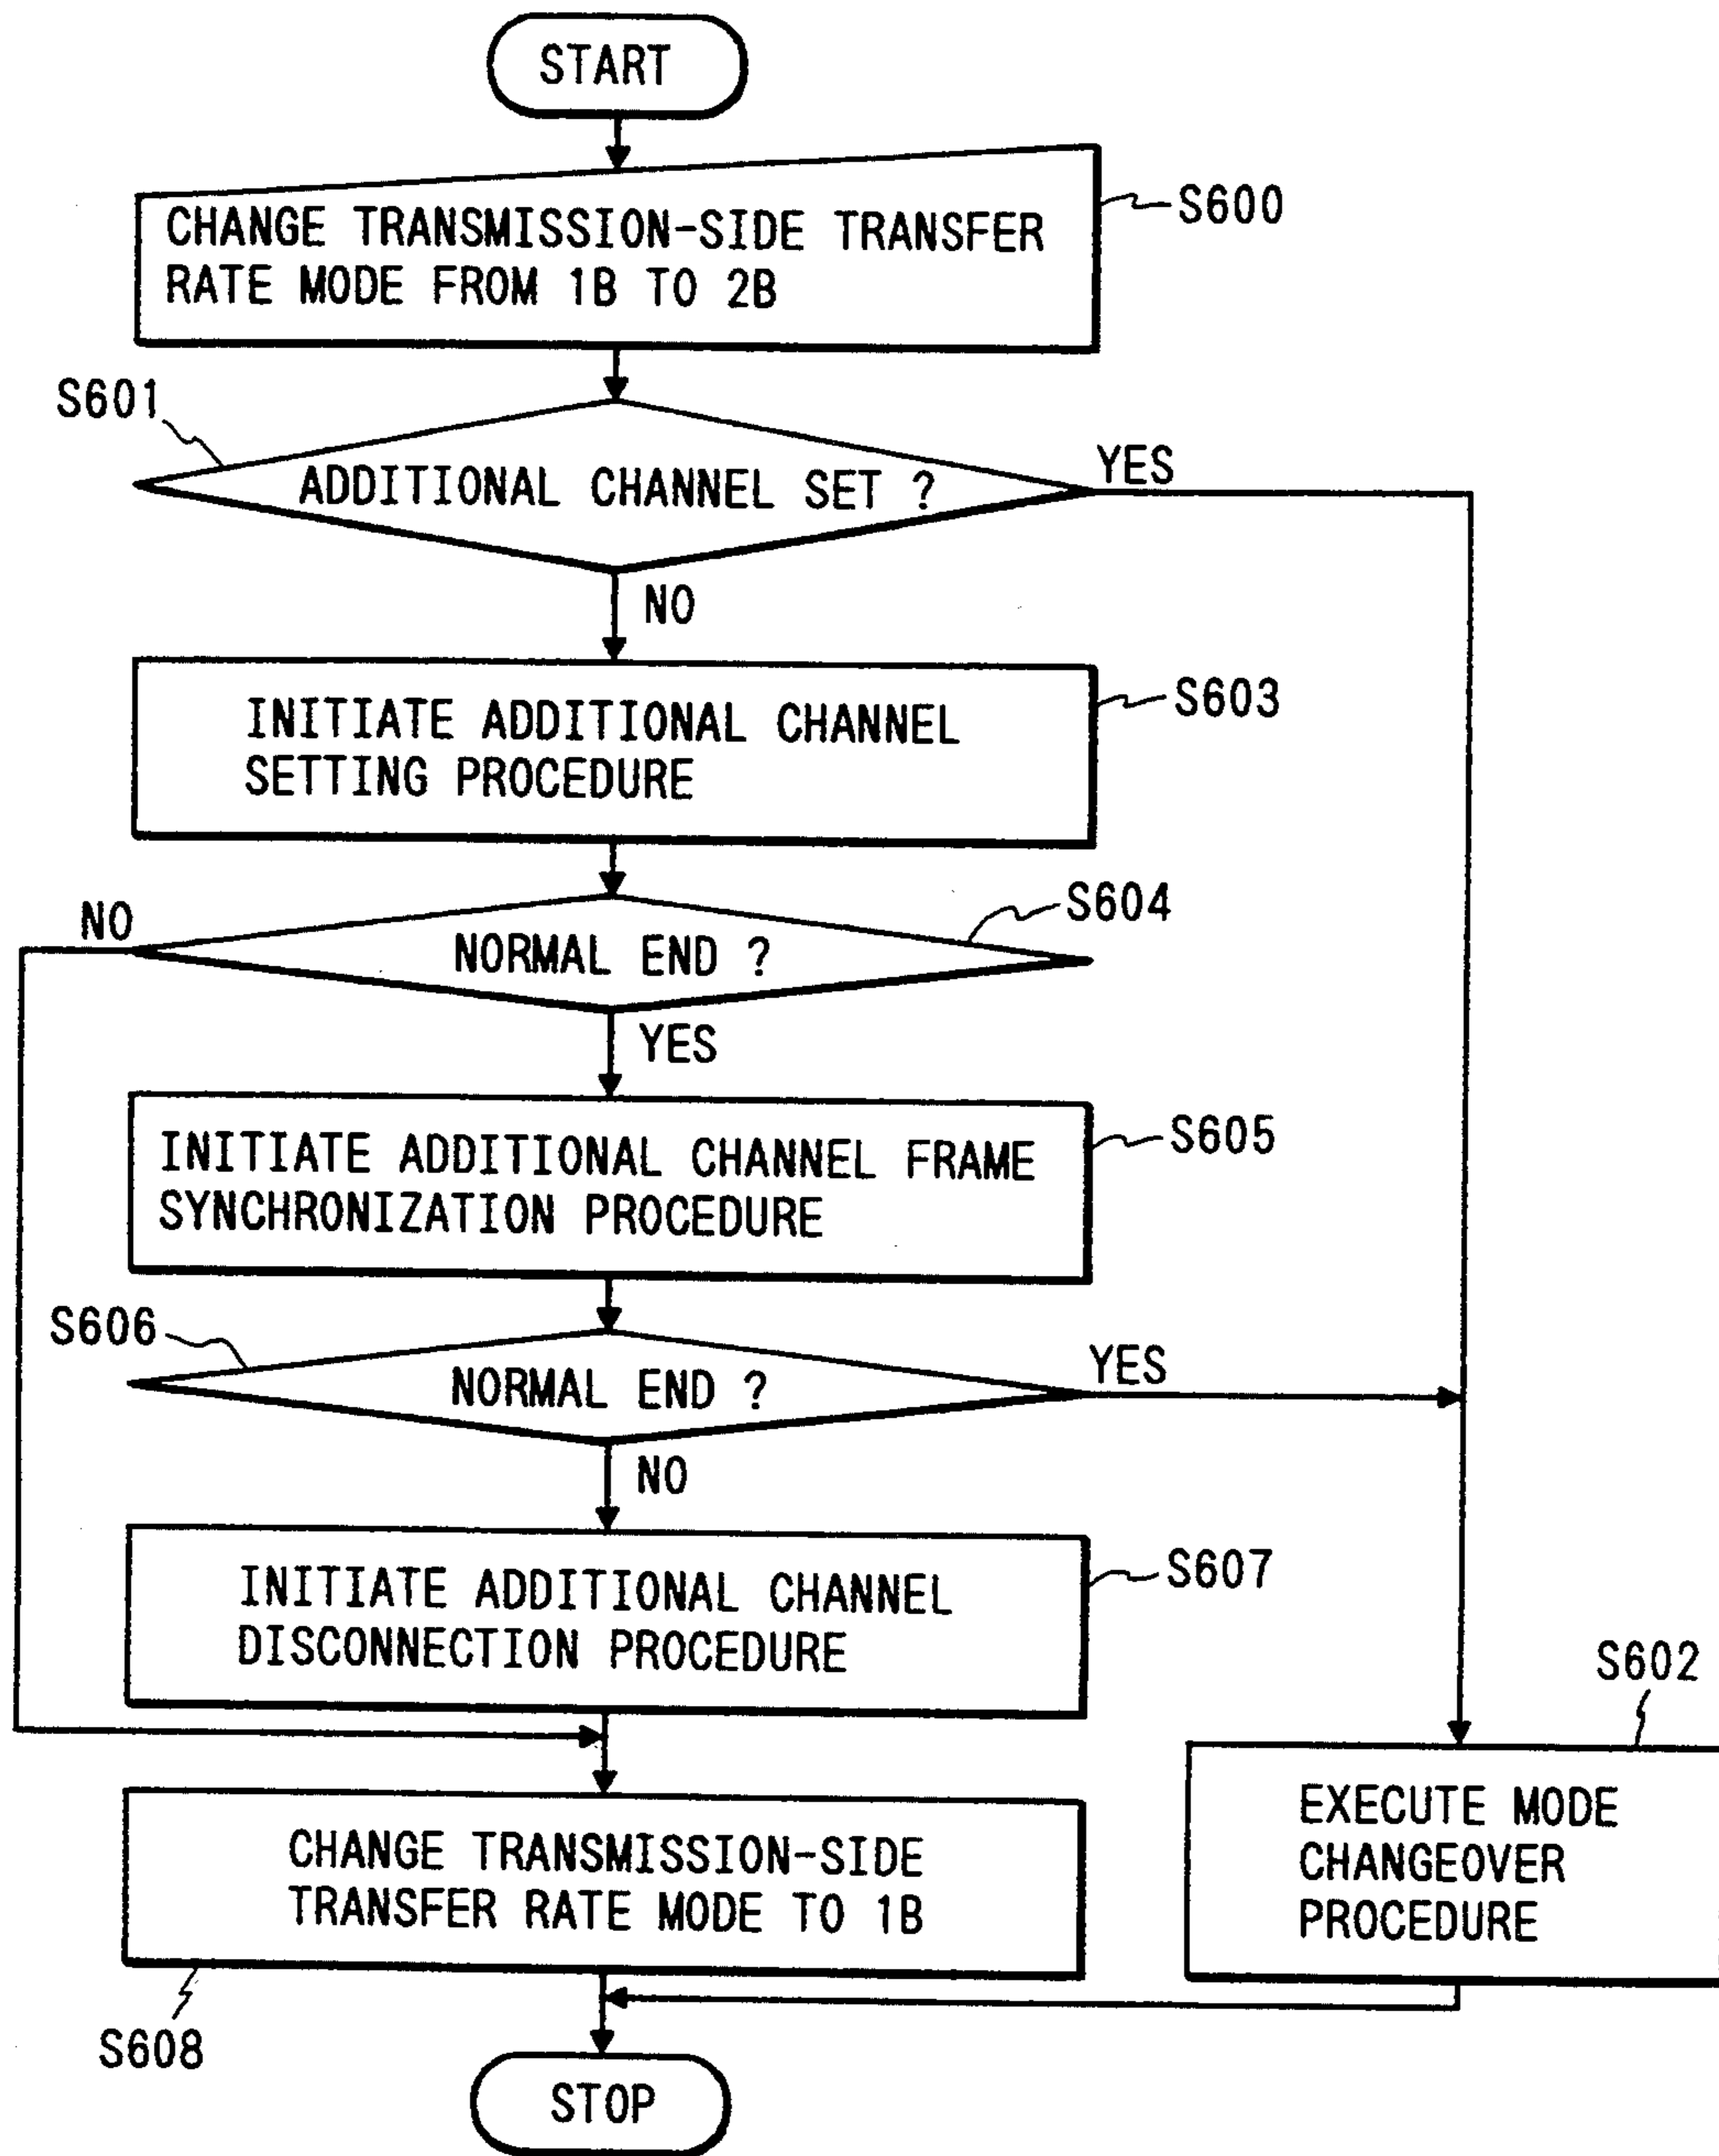 START
CHANGE TRANSMISSION-SIDE TRANSFER
RATE MODE FROM 1B TO 2B
S600
S601
ADDITIONAL CHANNEL SET ?
YES
NO
INITIATE ADDITIONAL CHANNEL
SETTING PROCEDURE
S603
NO
NORMAL END ?
S604
YES
INITIATE ADDITIONAL CHANNEL FRAME
SYNCHRONIZATION PROCEDURE
S605
S606
NORMAL END ?
YES
NO
INITIATE ADDITIONAL CHANNEL
DISCONNECTION PROCEDURE
S607
S602
EXECUTE MODE
CHANGEOVER
PROCEDURE
CHANGE TRANSMISSION-SIDE
TRANSFER RATE MODE TO 1B
S608
STOP